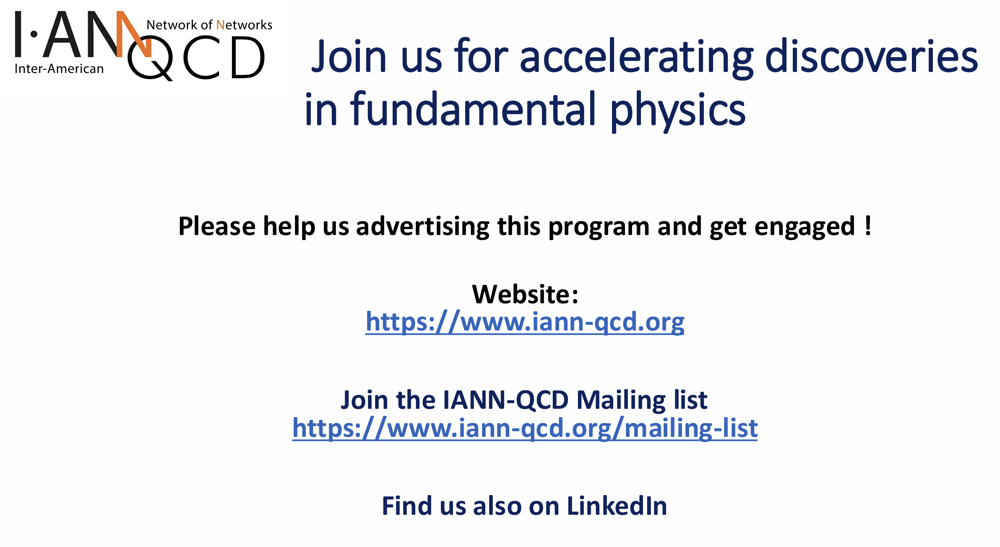 I·ANN
Network of Networks
QCD
Inter-American
Join us for accelerating discoveries
in fundamental physics
Please help us advertising this program and get engaged !
Website:
https://www.iann-qcd.org
Join the IANN-QCD Mailing list
https://www.iann-qcd.org/mailing-list
Find us also on LinkedIn